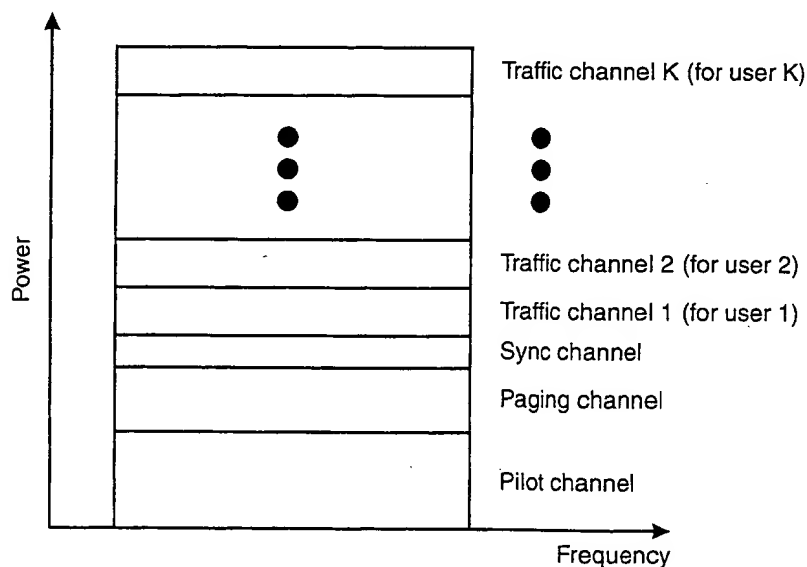 Traffic channel K (for user K)
Traffic channel 2 (for user 2)
Traffic channel 1 (for user 1)
Sync channel
Paging channel
Pilot channel
Power
Frequency